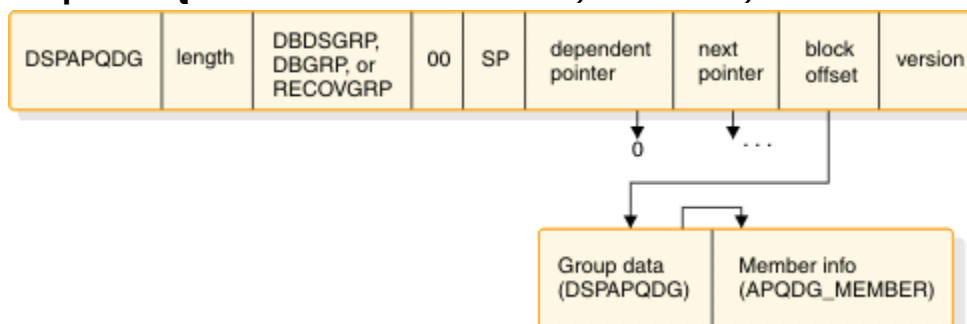 DSPAPQDG
length
DBDSGRP,
DBGRP, or
RECOVGRP
00
SP
dependent
pointer
next
pointer
block
offset
version
0
. . .
Group data
(DSPAPQDG)
Member info
(APQDG_MEMBER)